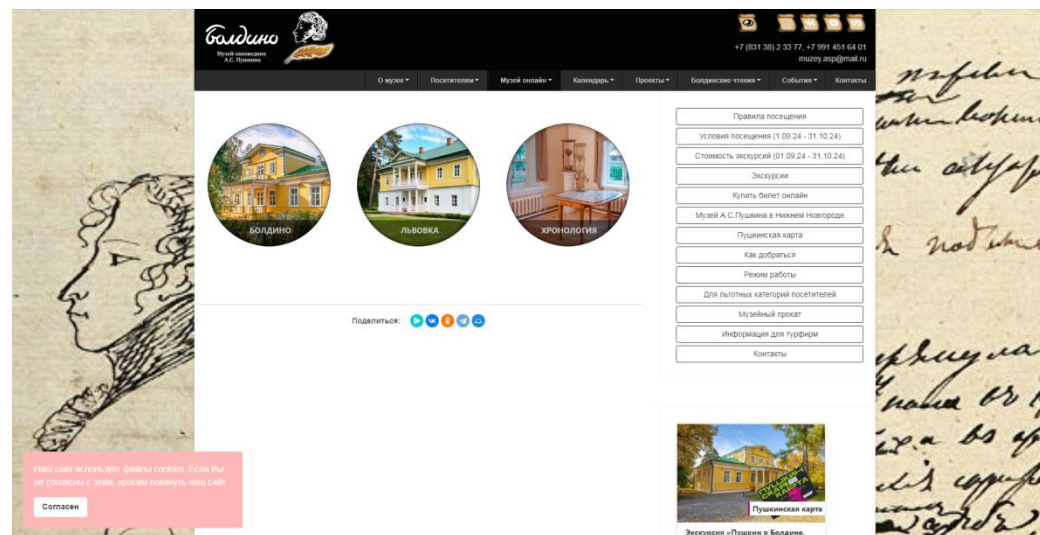 Болдино
Музей-заповедник
А.С. Пушкина
+7 (831 38) 2 33 77, +7 991 451 64 01
muzey.asp@mail.ru
О музее
Посетителям
Музей онлайн
Календарь
Проекты
Болдинские чтения
События
Контакты
БОЛДИНО
ЛЬВОВКА
ХРОНОЛОГИЯ
Поделиться:
Правила посещения
Условия посещения (1.09.24 - 31.10.24)
Стоимость экскурсий (01.09.24 - 31.10.24)
Экскурсии
Купить билет онлайн
Музей А.С.Пушкина в Нижнем Новгороде
Пушкинская карта
Как добраться
Режим работы
Для льготных категорий посетителей
Музейный прокат
Информация для турфирм
Контакты
Пушкинская карта
Экскурсия «Пушкин в Болдине.
Наш сайт использует файлы cookies. Если Вы
не согласны с этим, просим покинуть наш сайт
Согласен